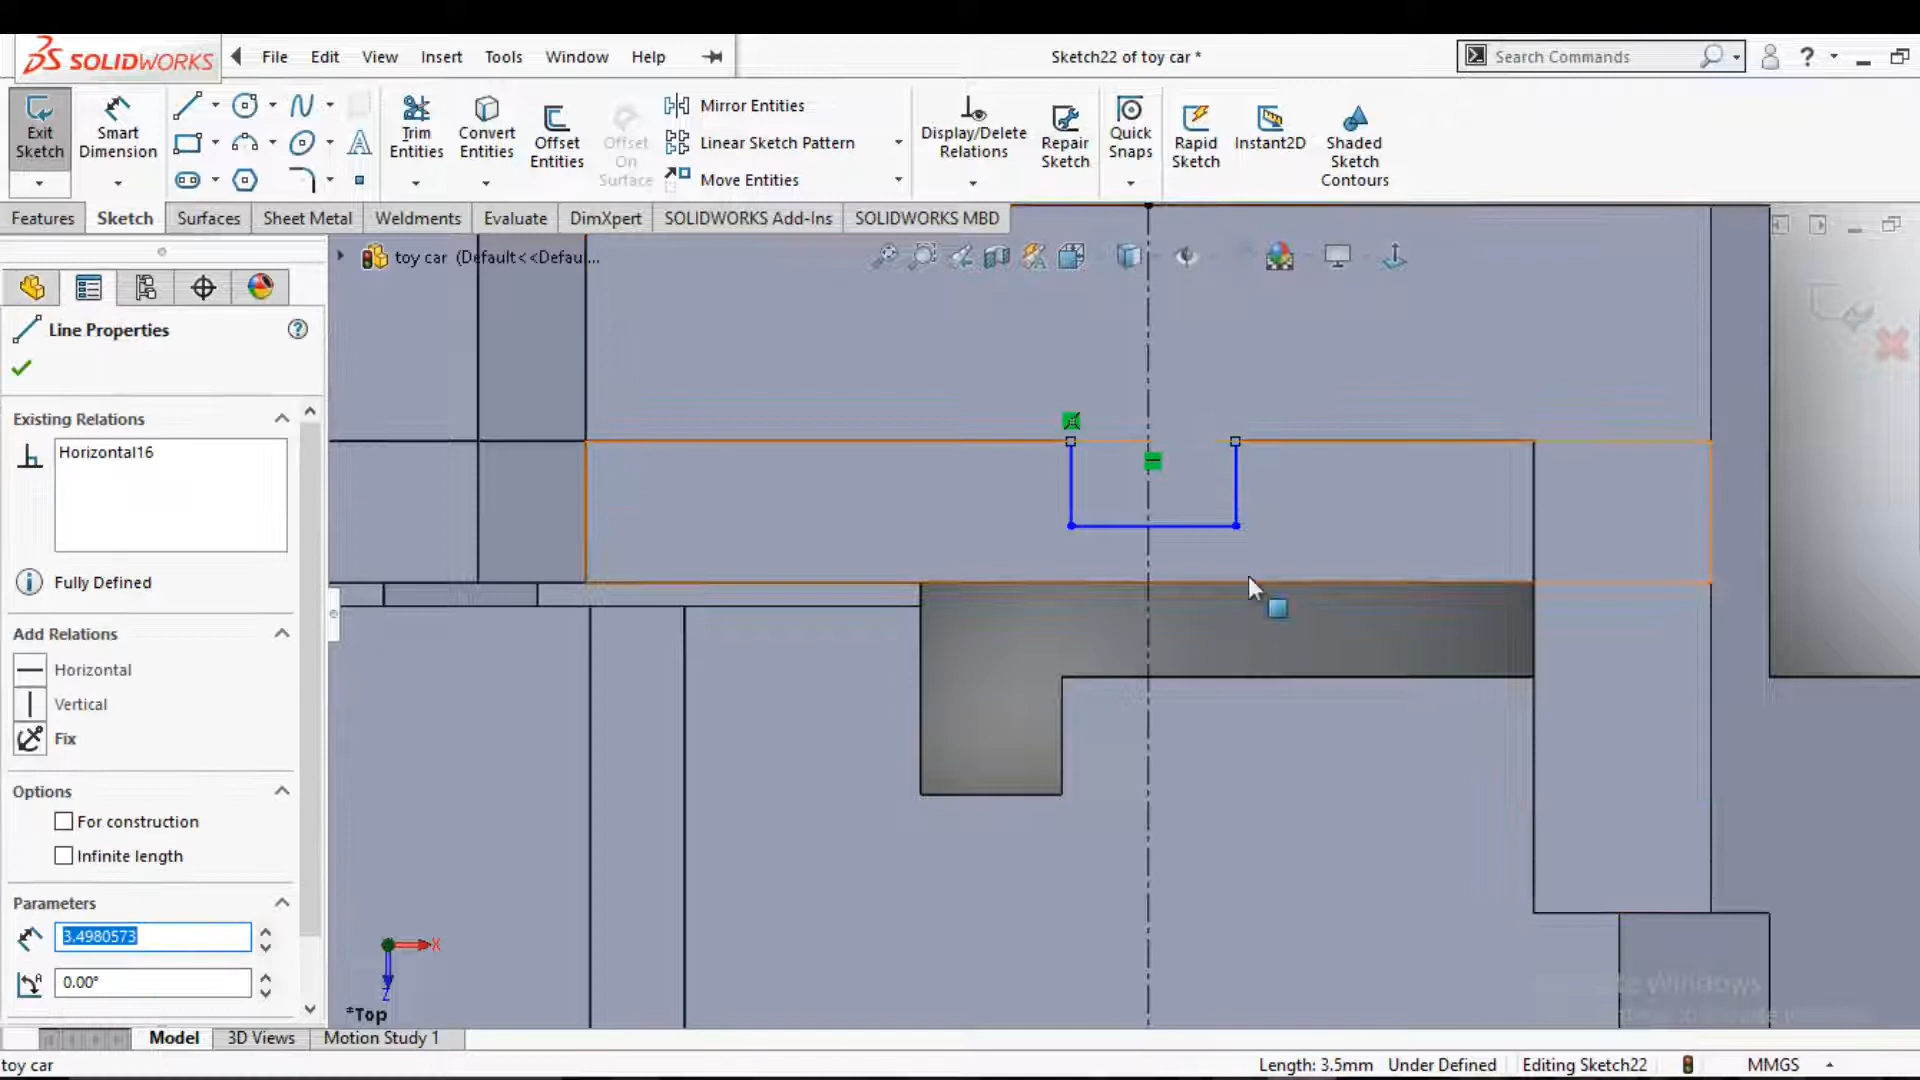 SOLIDWORKS
File Edit View Insert Tools Window Help
Sketch22 of toy car *
Search Commands
Exit Sketch
Smart Dimension
Trim Entities
Convert Entities
Offset Entities
Offset On Surface
Mirror Entities
Linear Sketch Pattern
Move Entities
Display/Delete Relations
Repair Sketch
Quick Snaps
Rapid Sketch
Instant2D
Shaded Sketch Contours
Features Sketch Surfaces Sheet Metal Weldments Evaluate DimXpert SOLIDWORKS Add-Ins SOLIDWORKS MBD
toy car (Default<<Defau...
Line Properties
Existing Relations
Horizontal16
Fully Defined
Add Relations
Horizontal
Vertical
Fix
Options
For construction
Infinite length
Parameters
3.4980573
0.00°
X
Z
*Top
Windows
Model 3D Views Motion Study 1
toy car
Length: 3.5mm Under Defined Editing Sketch22 MMGS